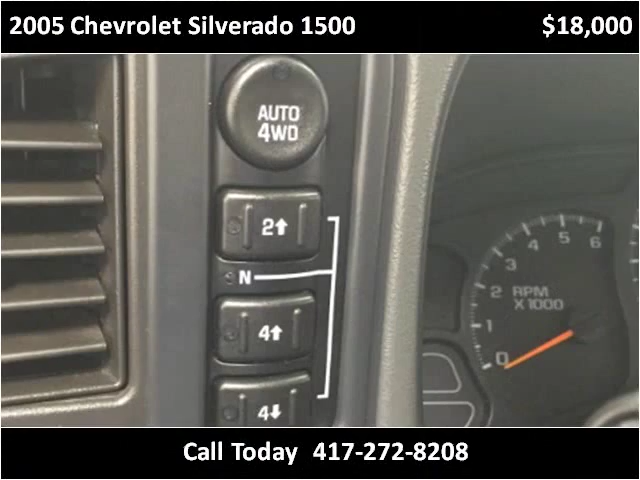 2005 Chevrolet Silverado 1500
$18,000
AUTO
4WD
2↑
N
4↑
4↓
0
1
2
3
4
5
6
RPM
X 1000
Call Today 417-272-8208